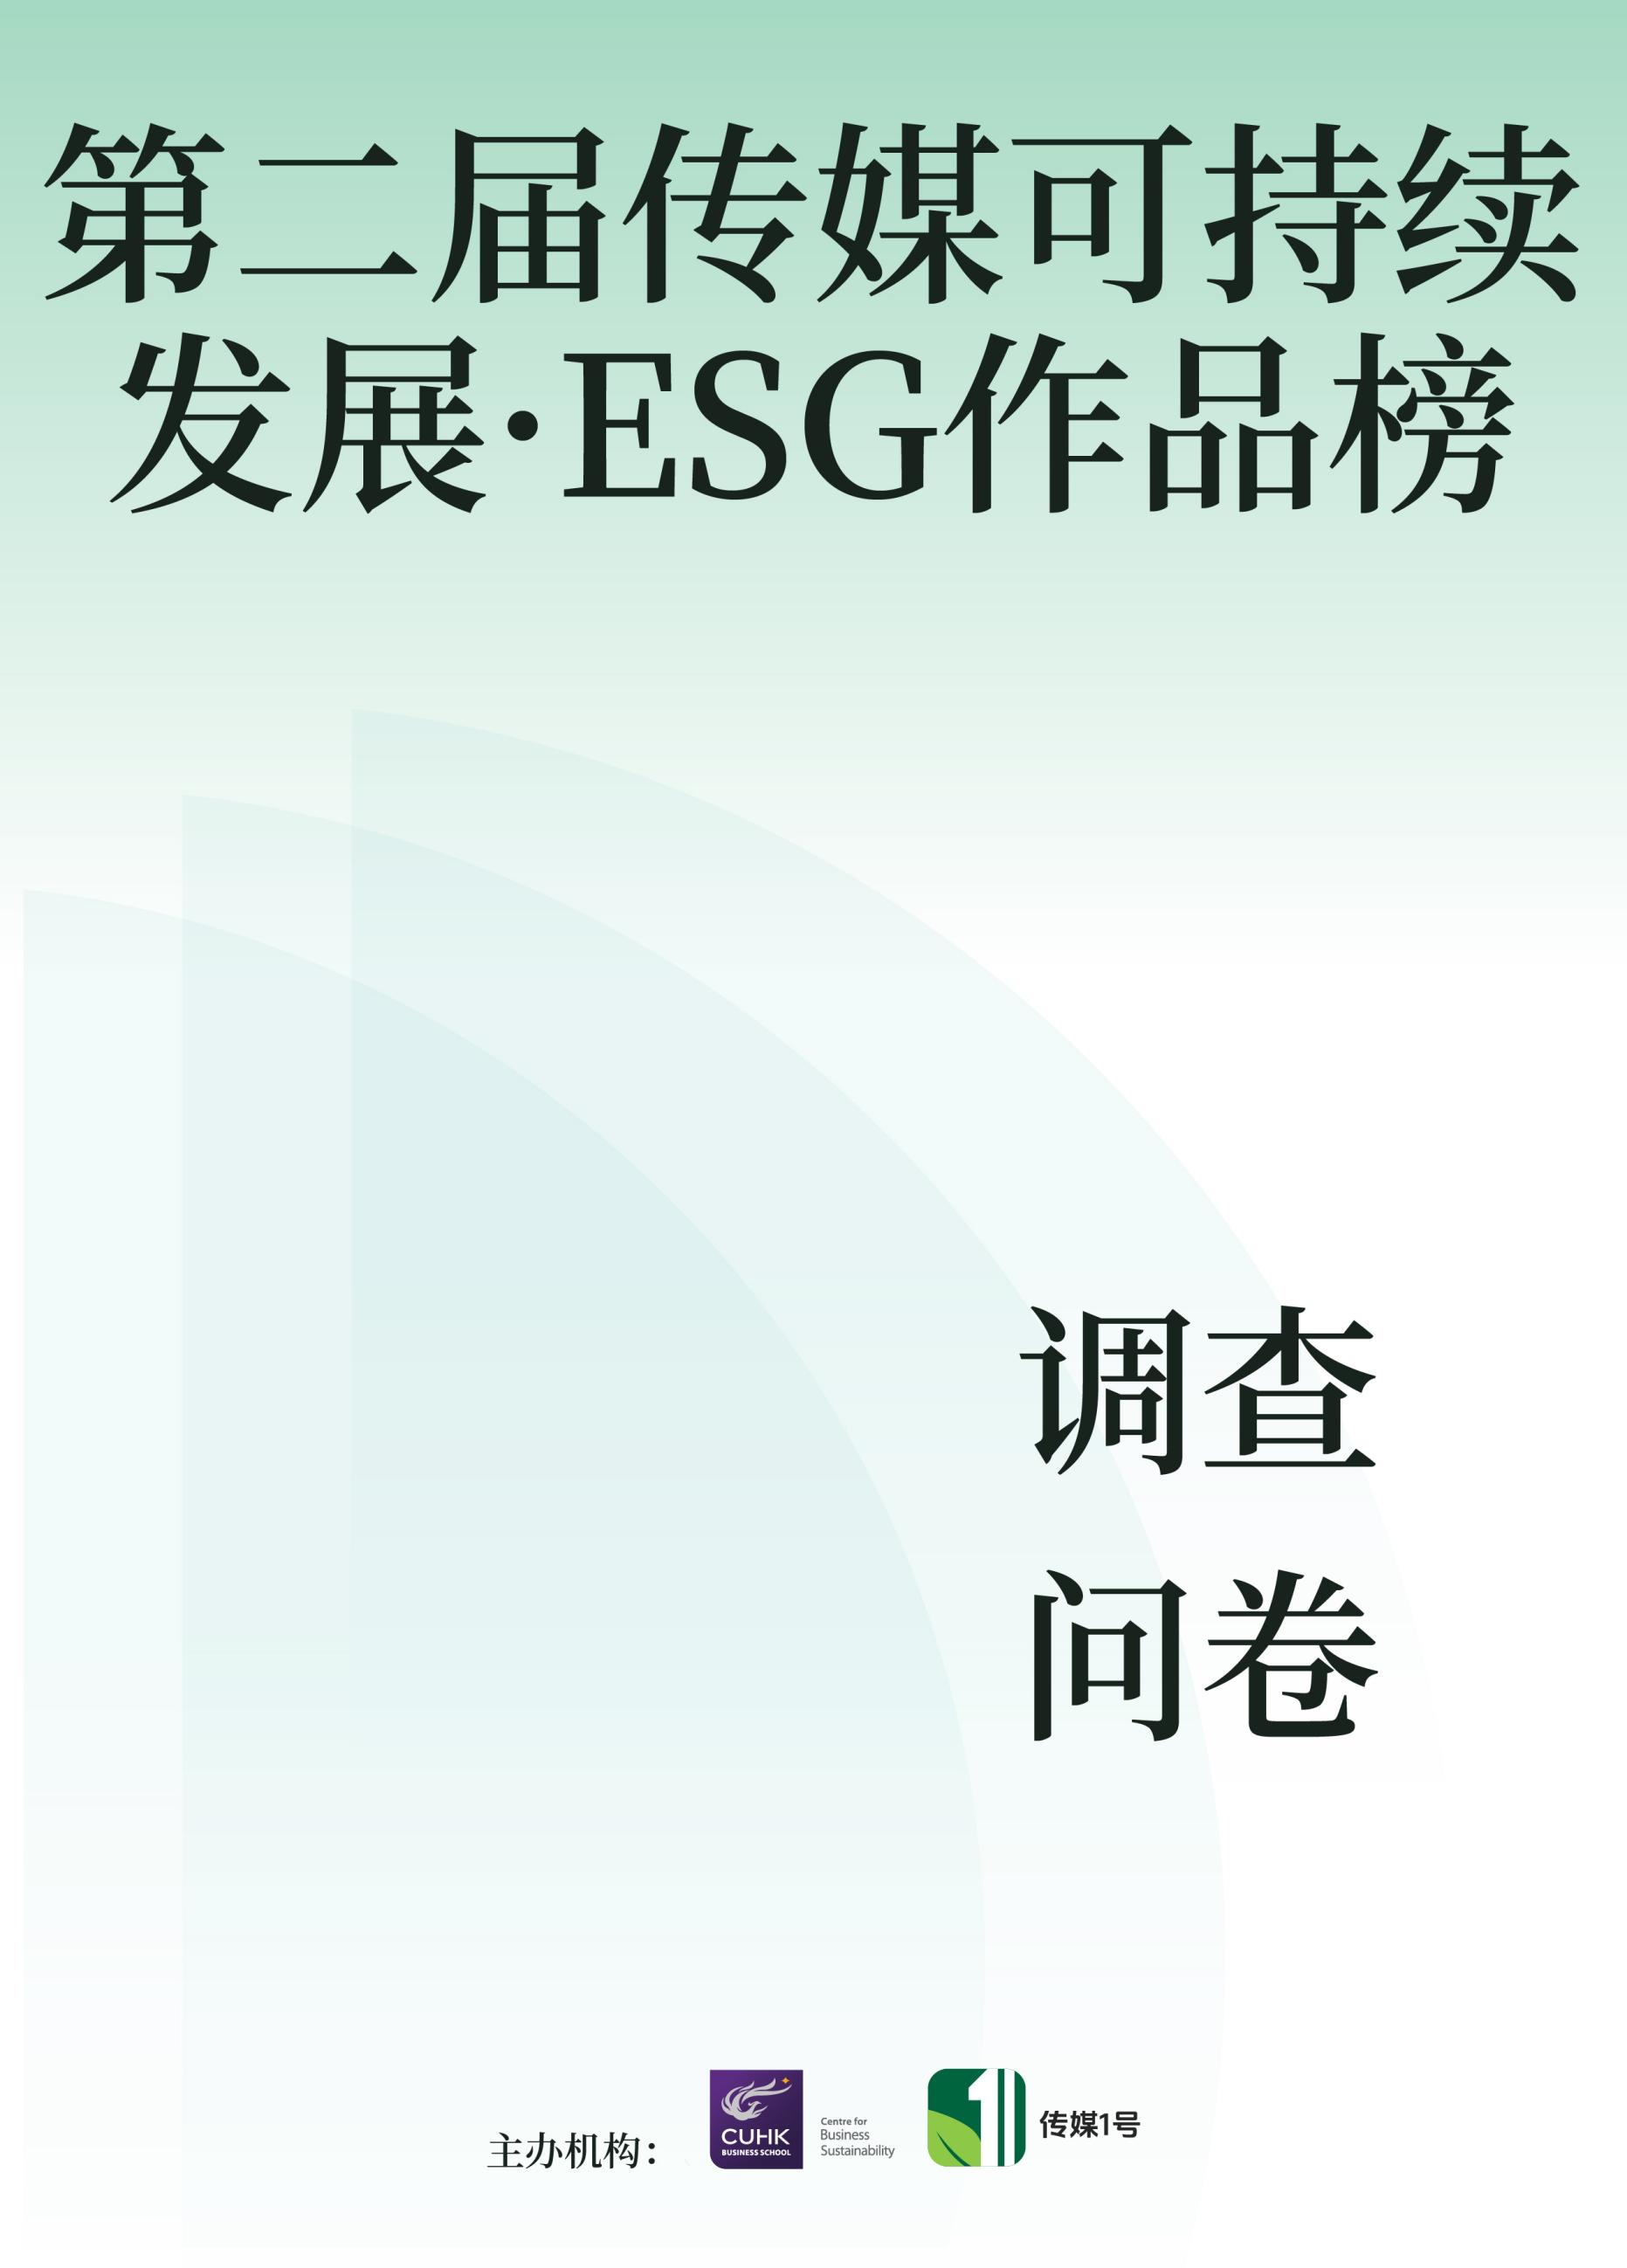 第二届传媒可持续
发展·ESG作品榜
调查
问卷
主办机构：
CUHK
BUSINESS SCHOOL
Centre for
Business
Sustainability
1
传媒1号